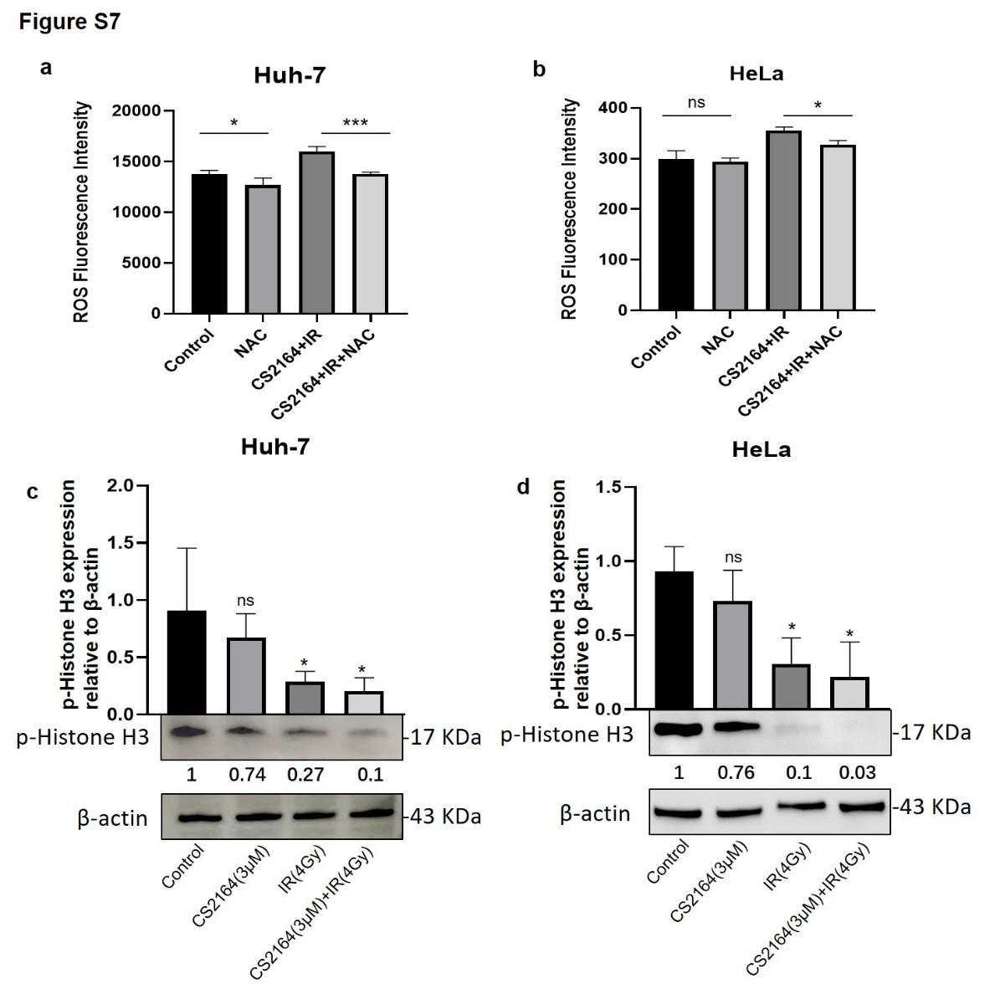 Figure S7
a
Huh-7
ROS Fluorescence Intensity
20000
15000
10000
5000
0
*
***
Control
NAC
CS2164+IR
CS2164+IR+NAC
b
HeLa
ROS Fluorescence Intensity
400
300
200
100
0
ns
*
Control
NAC
CS2164+IR
CS2164+IR+NAC
c
Huh-7
p-Histone H3 expression
relative to β-actin
2.0
1.5
1.0
0.5
0.0
ns
*
*
p-Histone H3
-17 KDa
1 0.74 0.27 0.1
β-actin
-43 KDa
Control
CS2164(3μM)
IR(4Gy)
CS2164(3μM)+IR(4Gy)
d
HeLa
p-Histone H3 expression
relative to β-actin
1.5
1.0
0.5
0.0
ns
*
*
p-Histone H3
-17 KDa
1 0.76 0.1 0.03
β-actin
-43 KDa
Control
CS2164(3μM)
IR(4Gy)
CS2164(3μM)+IR(4Gy)